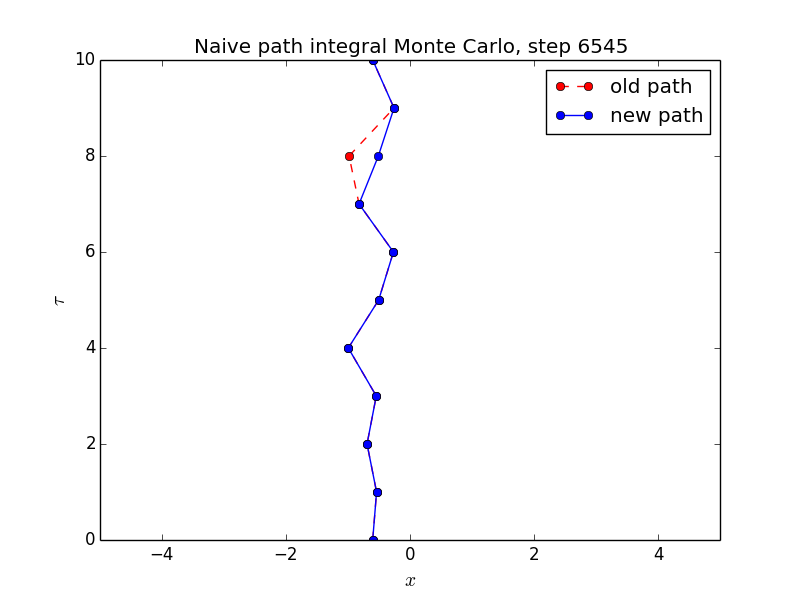 Naive path integral Monte Carlo, step 6545
10
old path
new path
8
6
τ
4
2
0
−4 −2 0 2 4
x